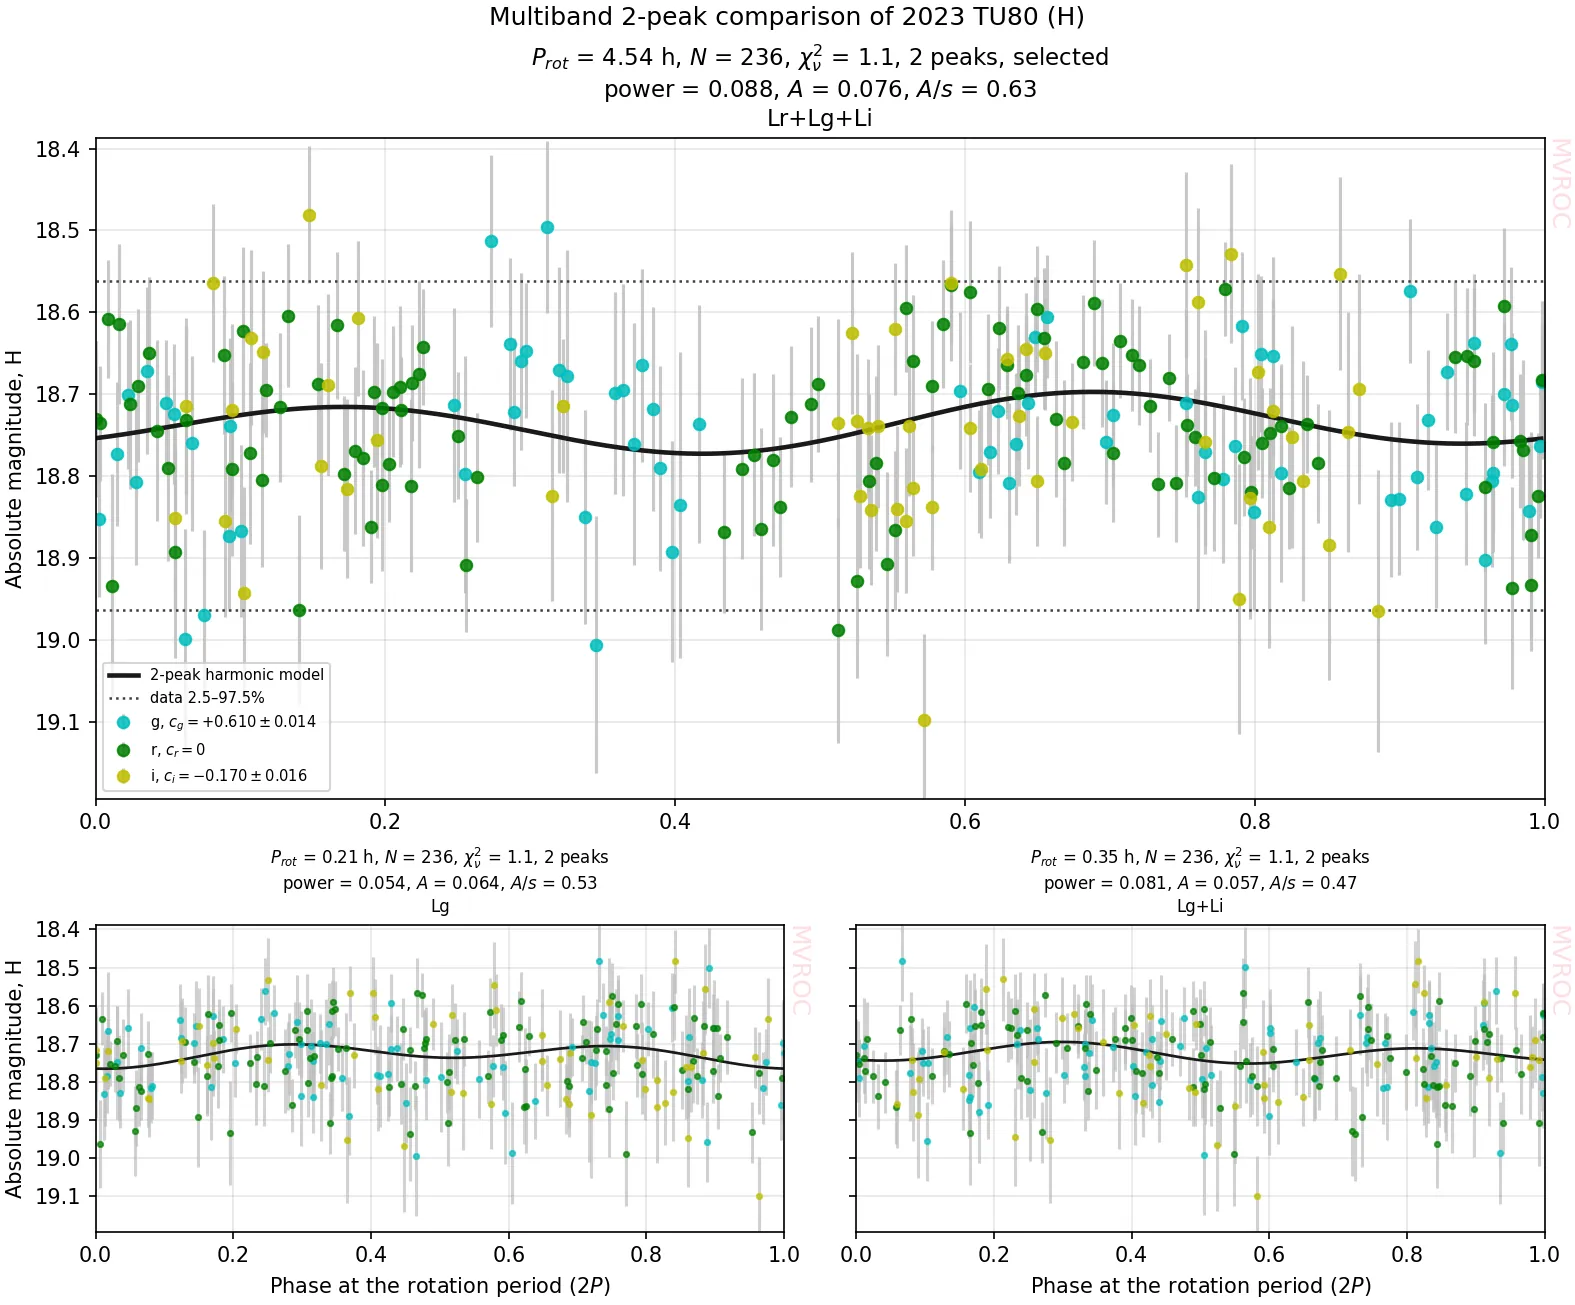 Multiband 2-peak comparison of 2023 TU80 (H)
P_rot = 4.54 h, N = 236, χ²_ν = 1.1, 2 peaks, selected
power = 0.088, A = 0.076, A/s = 0.63
Lr+Lg+Li
18.4
18.5
18.6
18.7
18.8
18.9
19.0
19.1
Absolute magnitude, H
MVROC
2-peak harmonic model
data 2.5–97.5%
g, c_g = +0.610 ± 0.014
r, c_r = 0
i, c_i = −0.170 ± 0.016
0.0 0.2 0.4 0.6 0.8 1.0
P_rot = 0.21 h, N = 236, χ²_ν = 1.1, 2 peaks
power = 0.054, A = 0.064, A/s = 0.53
Lg
18.4
18.5
18.6
18.7
18.8
18.9
19.0
19.1
Absolute magnitude, H
MVROC
0.0 0.2 0.4 0.6 0.8 1.0
Phase at the rotation period (2P)
P_rot = 0.35 h, N = 236, χ²_ν = 1.1, 2 peaks
power = 0.081, A = 0.057, A/s = 0.47
Lg+Li
MVROC
0.0 0.2 0.4 0.6 0.8 1.0
Phase at the rotation period (2P)